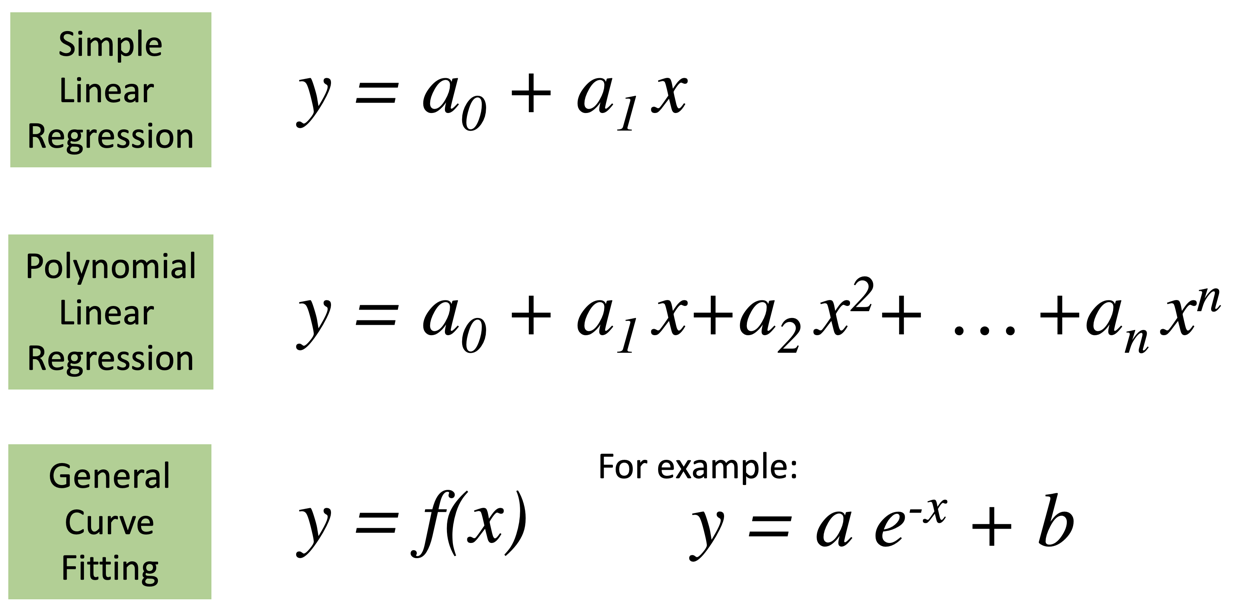 Simple
Linear
Regression
y = a₀ + a₁ x
Polynomial
Linear
Regression
y = a₀ + a₁ x+a₂ x²+ … +aₙ xⁿ
General
Curve
Fitting
y = f(x)
For example:
y = a e⁻ˣ + b